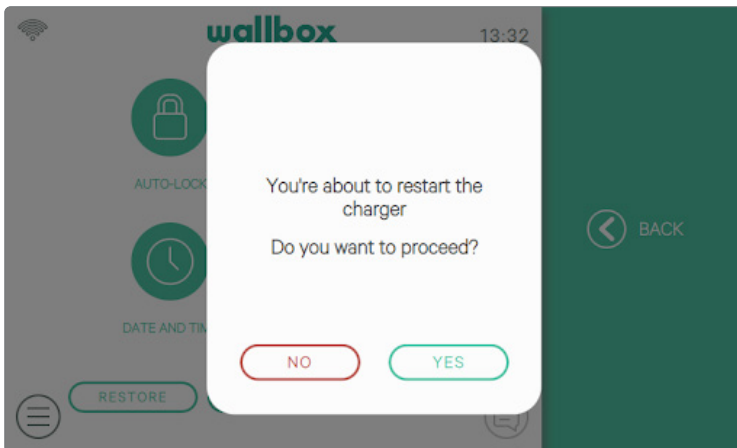 wallbox
13:32
AUTO-LOCK
You're about to restart the
charger
Do you want to proceed?
BACK
DATE AND TIM
NO
YES
RESTORE